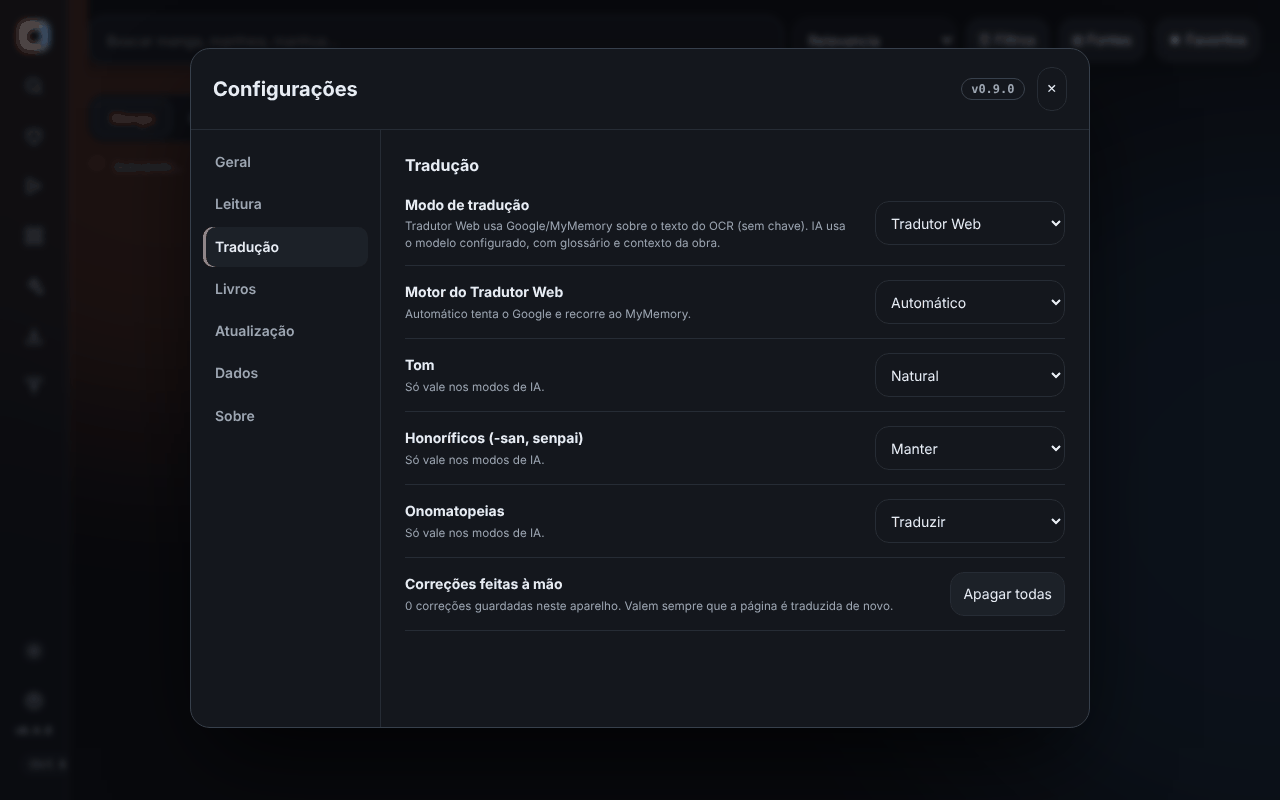 Configurações
v0.9.0
×
Geral
Leitura
Tradução
Livros
Atualização
Dados
Sobre
Tradução
Modo de tradução
Tradutor Web usa Google/MyMemory sobre o texto do OCR (sem chave). IA usa
o modelo configurado, com glossário e contexto da obra.
Tradutor Web
Motor do Tradutor Web
Automático tenta o Google e recorre ao MyMemory.
Automático
Tom
Só vale nos modos de IA.
Natural
Honoríficos (-san, senpai)
Só vale nos modos de IA.
Manter
Onomatopeias
Só vale nos modos de IA.
Traduzir
Correções feitas à mão
0 correções guardadas neste aparelho. Valem sempre que a página é traduzida de novo.
Apagar todas